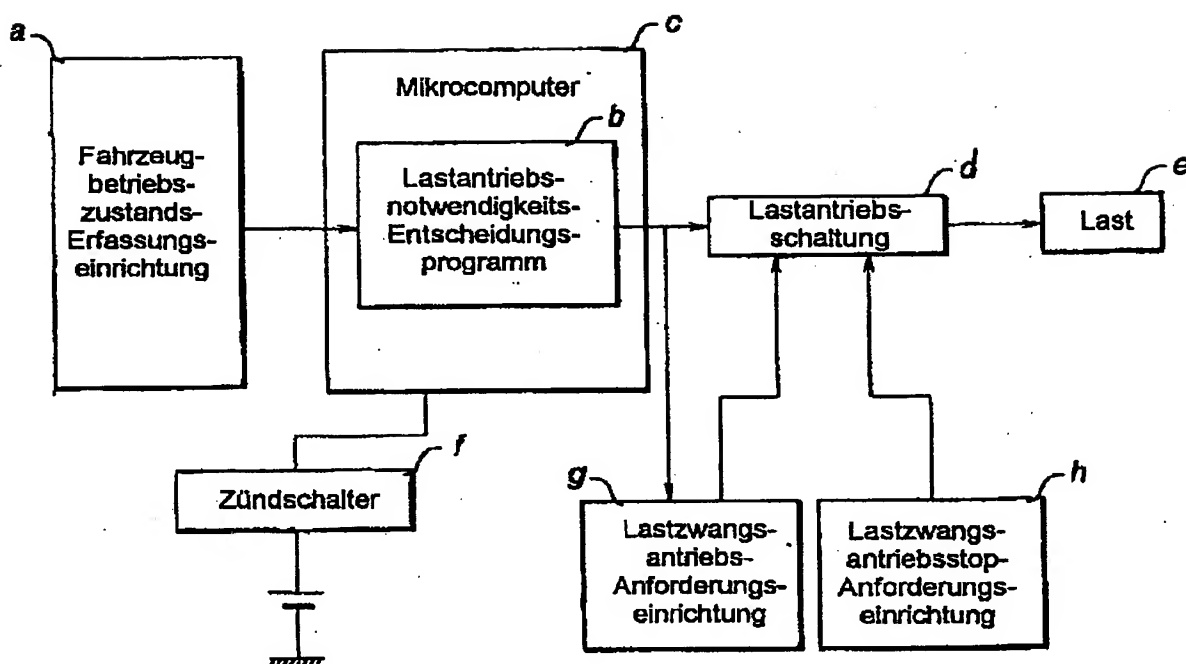 a
Fahrzeug-
betriebs-
zustands-
Erfassungs-
einrichtung
c
Mikrocomputer
b
Lastantriebs-
notwendigkeits-
Entscheidungs-
programm
d
Lastantriebs-
schaltung
e
Last
f
Zündschalter
g
Lastzwangs-
antriebs-
Anforderungs-
einrichtung
h
Lastzwangs-
antriebsstop-
Anforderungs-
einrichtung